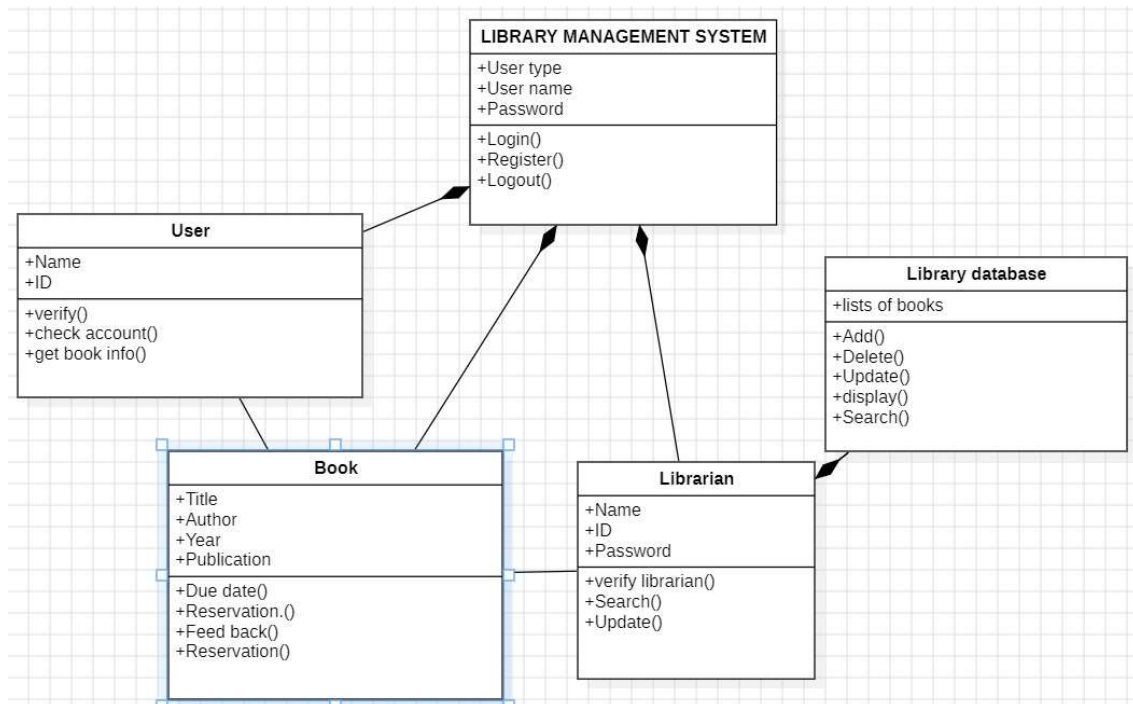 LIBRARY MANAGEMENT SYSTEM
+User type
+User name
+Password
+Login()
+Register()
+Logout()
User
+Name
+ID
+verify()
+check account()
+get book info()
Library database
+lists of books
+Add()
+Delete()
+Update()
+display()
+Search()
Book
+Title
+Author
+Year
+Publication
+Due date()
+Reservation.()
+Feed back()
+Reservation()
Librarian
+Name
+ID
+Password
+verify librarian()
+Search()
+Update()